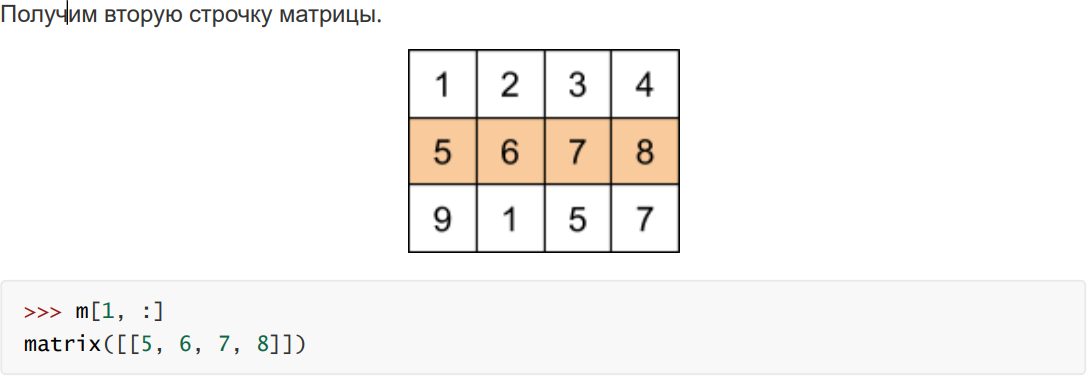 Получим вторую строчку матрицы.
1 2 3 4
5 6 7 8
9 1 5 7
>>> m[1, :]
matrix([[5, 6, 7, 8]])